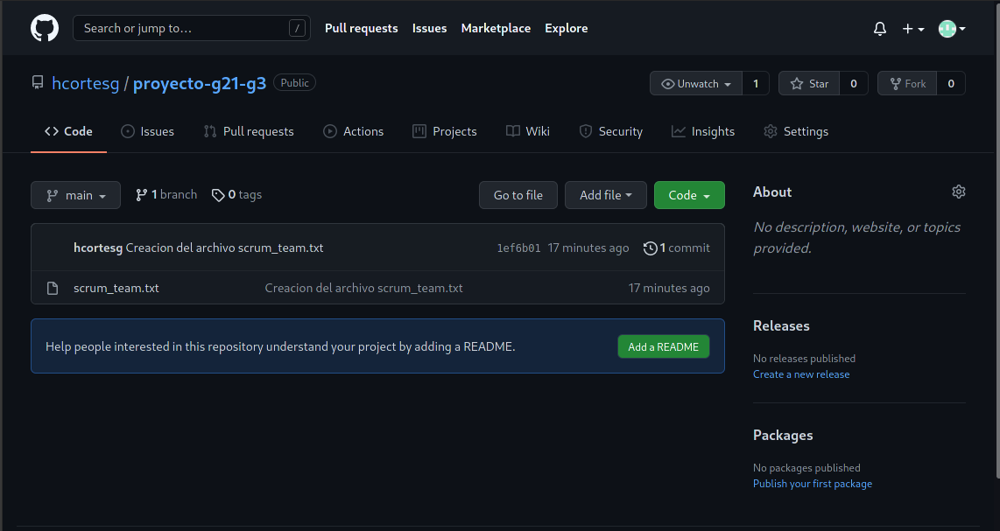 Search or jump to… /
Pull requests Issues Marketplace Explore
hcortesg / proyecto-g21-g3 Public
Unwatch 1 Star 0 Fork 0
Code Issues Pull requests Actions Projects Wiki Security Insights Settings
main 1 branch 0 tags
Go to file Add file Code
hcortesg Creacion del archivo scrum_team.txt 1ef6b01 17 minutes ago 1 commit
scrum_team.txt Creacion del archivo scrum_team.txt 17 minutes ago
Help people interested in this repository understand your project by adding a README. Add a README
About
No description, website, or topics
provided.
Releases
No releases published
Create a new release
Packages
No packages published
Publish your first package